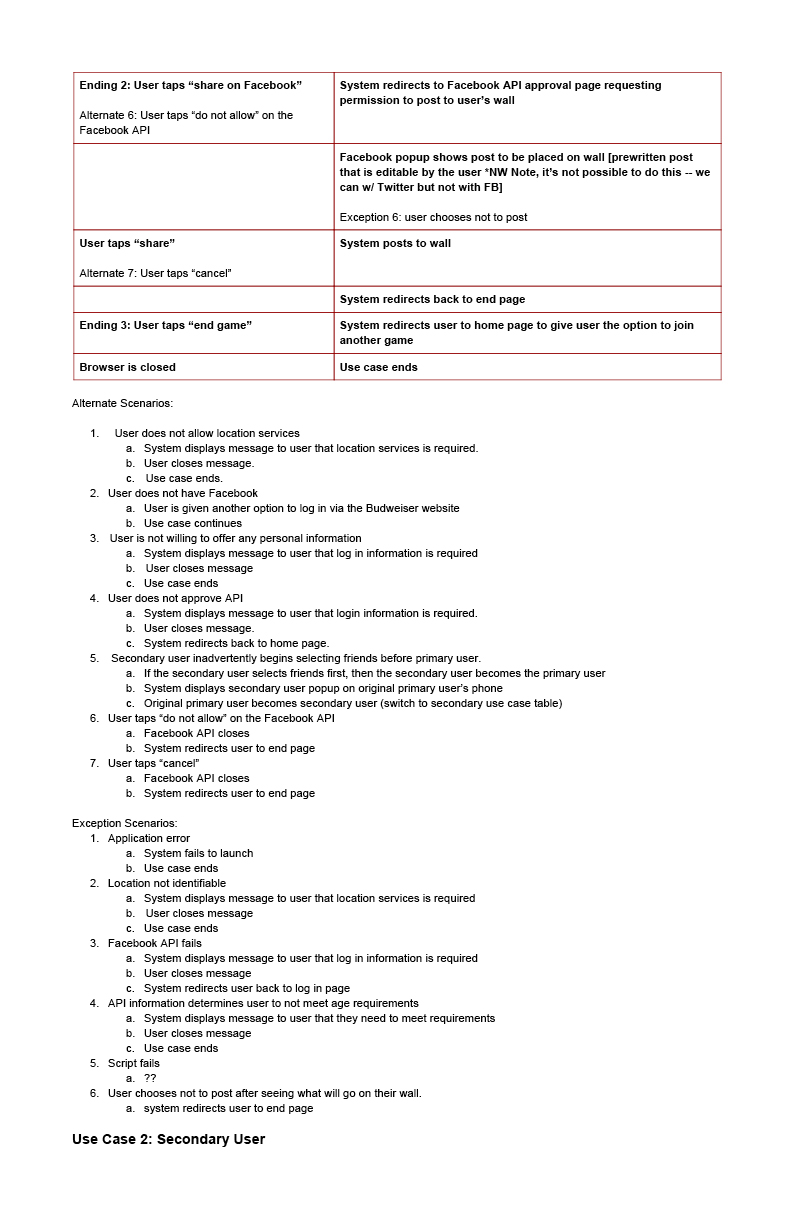 Ending 2: User taps “share on Facebook”
Alternate 6: User taps “do not allow” on the
Facebook API
System redirects to Facebook API approval page requesting
permission to post to user’s wall
Facebook popup shows post to be placed on wall [prewritten post
that is editable by the user *NW Note, it’s not possible to do this -- we
can w/ Twitter but not with FB]
Exception 6: user chooses not to post
User taps “share”
Alternate 7: User taps “cancel”
System posts to wall
System redirects back to end page
Ending 3: User taps “end game”
System redirects user to home page to give user the option to join
another game
Browser is closed
Use case ends
Alternate Scenarios:
1. User does not allow location services
a. System displays message to user that location services is required.
b. User closes message.
c. Use case ends.
2. User does not have Facebook
a. User is given another option to log in via the Budweiser website
b. Use case continues
3. User is not willing to offer any personal information
a. System displays message to user that log in information is required
b. User closes message
c. Use case ends
4. User does not approve API
a. System displays message to user that login information is required.
b. User closes message.
c. System redirects back to home page.
5. Secondary user inadvertently begins selecting friends before primary user.
a. If the secondary user selects friends first, then the secondary user becomes the primary user
b. System displays secondary user popup on original primary user’s phone
c. Original primary user becomes secondary user (switch to secondary use case table)
6. User taps “do not allow” on the Facebook API
a. Facebook API closes
b. System redirects user to end page
7. User taps “cancel”
a. Facebook API closes
b. System redirects user to end page
Exception Scenarios:
1. Application error
a. System fails to launch
b. Use case ends
2. Location not identifiable
a. System displays message to user that location services is required
b. User closes message
c. Use case ends
3. Facebook API fails
a. System displays message to user that log in information is required
b. User closes message
c. System redirects user back to log in page
4. API information determines user to not meet age requirements
a. System displays message to user that they need to meet requirements
b. User closes message
c. Use case ends
5. Script fails
a. ??
6. User chooses not to post after seeing what will go on their wall.
a. system redirects user to end page
Use Case 2: Secondary User